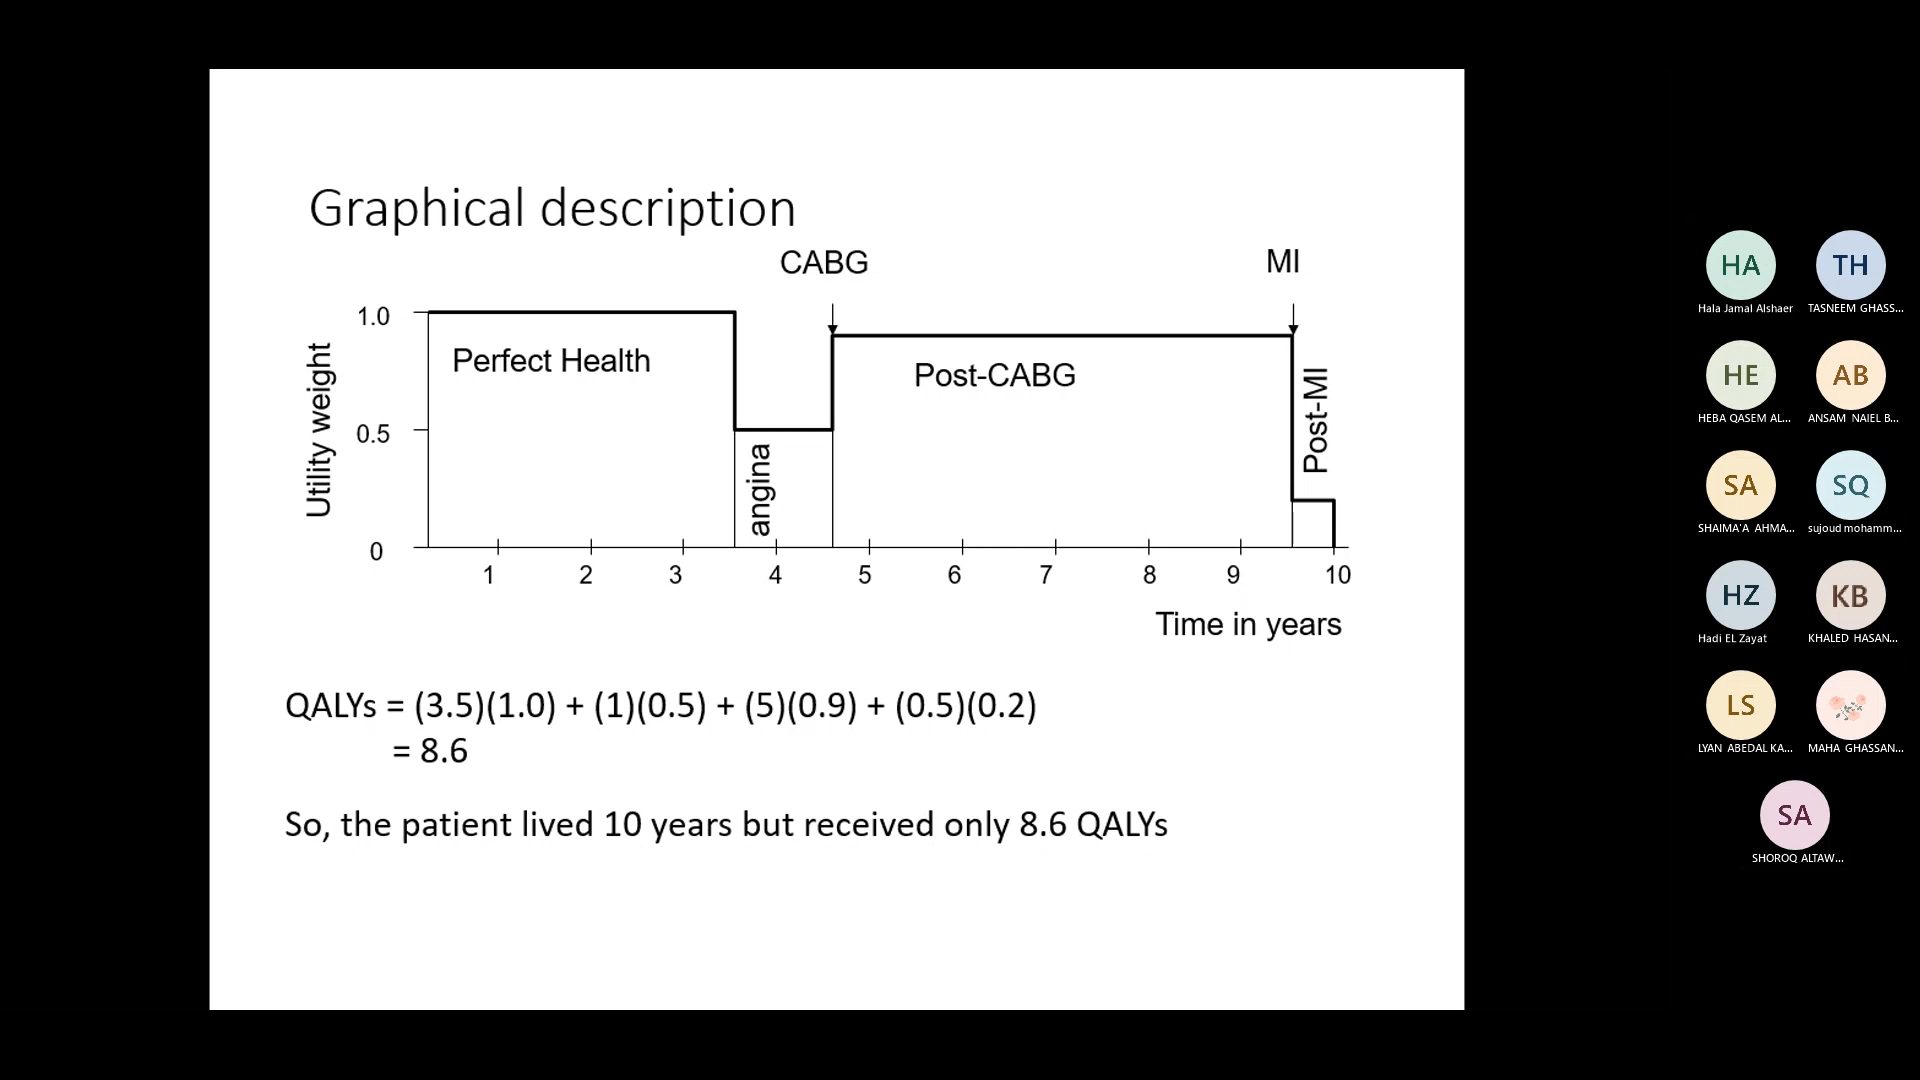 Graphical description
CABG
MI
1.0
0.5
0
Utility weight
Perfect Health
angina
Post-CABG
Post-MI
1 2 3 4 5 6 7 8 9 10
Time in years
QALYs = (3.5)(1.0) + (1)(0.5) + (5)(0.9) + (0.5)(0.2)
= 8.6
So, the patient lived 10 years but received only 8.6 QALYs
HA TH
Hala Jamal Alshaer TASNEEM GHASS...
HE AB
HEBA QASEM AL... ANSAM NAIEL B...
SA SQ
SHAIMA'A AHMA... sujoud mohamm...
HZ KB
Hadi EL Zayat KHALED HASAN...
LS
LYAN ABEDAL KA... MAHA GHASSAN...
SA
SHOROQ ALTAW...